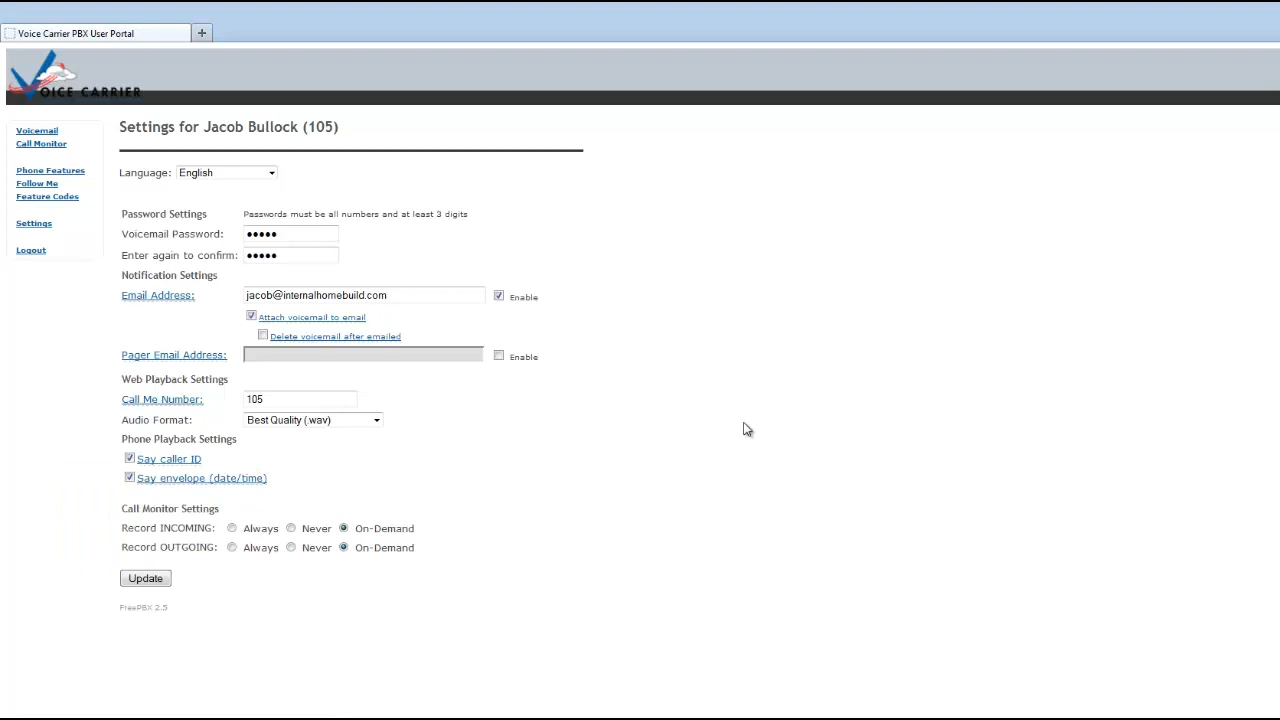 Voice Carrier PBX User Portal
VOICE CARRIER
Voicemail
Call Monitor
Phone Features
Follow Me
Feature Codes
Settings
Logout
Settings for Jacob Bullock (105)
Language: English
Password Settings Passwords must be all numbers and at least 3 digits
Voicemail Password: •••••
Enter again to confirm: •••••
Notification Settings
Email Address: jacob@internalhomebuild.com Enable
Attach voicemail to email
Delete voicemail after emailed
Pager Email Address: Enable
Web Playback Settings
Call Me Number: 105
Audio Format: Best Quality (.wav)
Phone Playback Settings
Say caller ID
Say envelope (date/time)
Call Monitor Settings
Record INCOMING: Always Never On-Demand
Record OUTGOING: Always Never On-Demand
Update
FreePBX 2.5